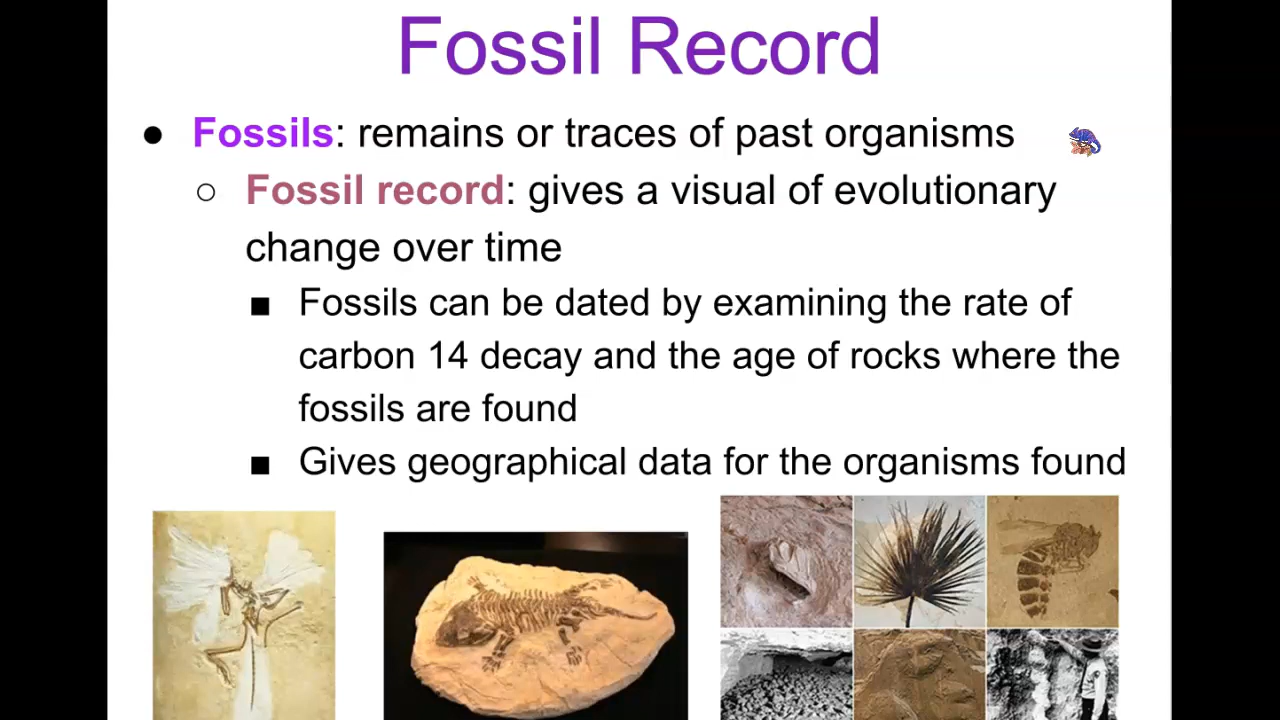 Fossil Record
● Fossils: remains or traces of past organisms
○ Fossil record: gives a visual of evolutionary
change over time
■ Fossils can be dated by examining the rate of
carbon 14 decay and the age of rocks where the
fossils are found
■ Gives geographical data for the organisms found